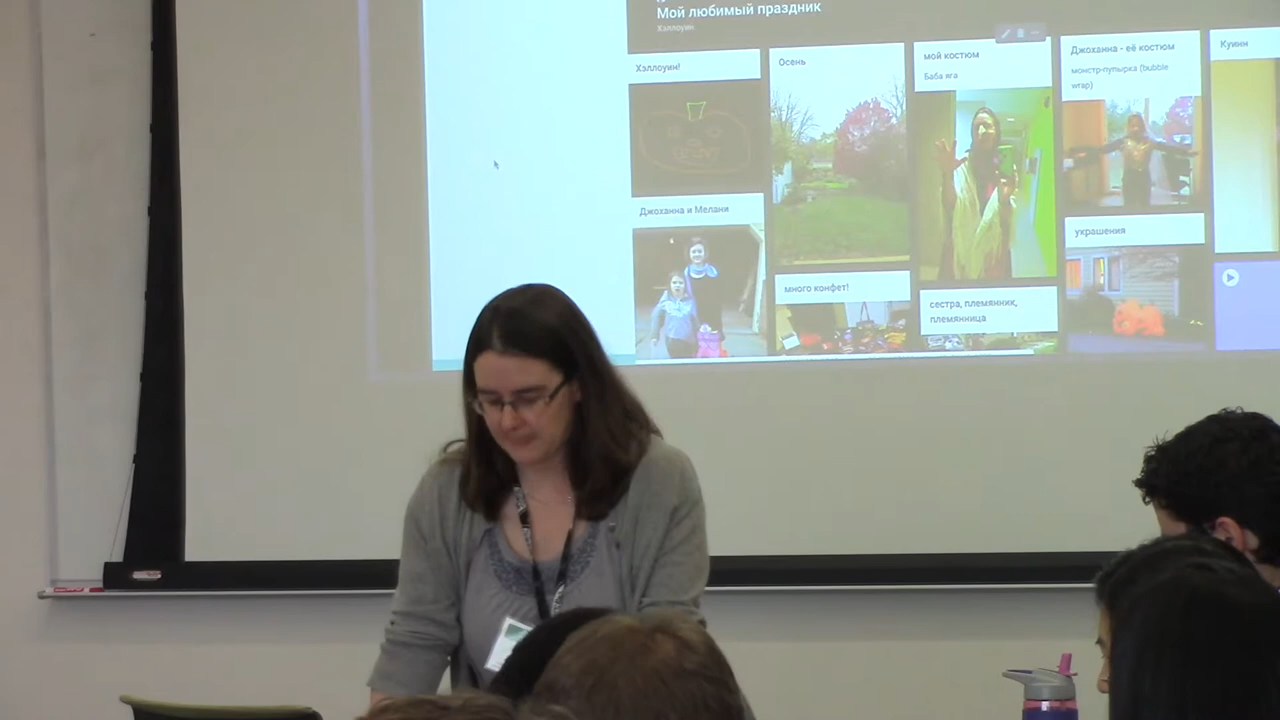 Мой любимый праздник
Хэллоуин
Хэллоуин!
Джоханна и Мелани
Осень
много конфет!
мой костюм
Баба яга
сестра, племянник,
племянница
Джоханна - её костюм
монстр-пупырка (bubble
wrap)
украшения
Куинн